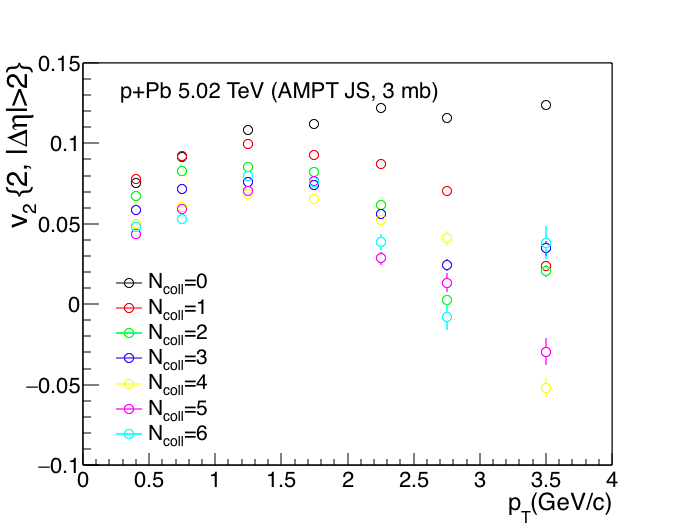 p+Pb 5.02 TeV (AMPT JS, 3 mb)
v2 {2, |Δη|>2}
0.15
0.1
0.05
0
−0.05
−0.1
Ncoll=0
Ncoll=1
Ncoll=2
Ncoll=3
Ncoll=4
Ncoll=5
Ncoll=6
0 0.5 1 1.5 2 2.5 3 3.5 4
pT(GeV/c)